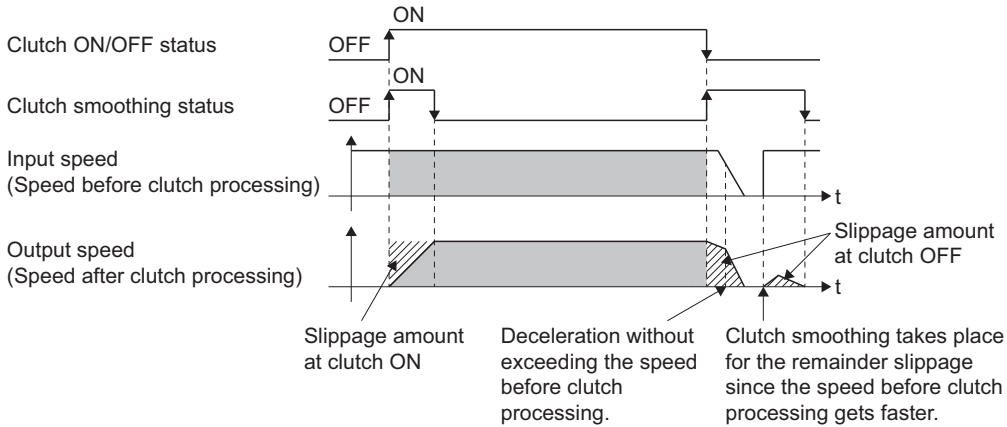 ON
Clutch ON/OFF status
OFF
ON
Clutch smoothing status
OFF
Input speed
(Speed before clutch processing)
t
Output speed
(Speed after clutch processing)
Slippage amount
at clutch OFF
t
Slippage amount
at clutch ON
Deceleration without
exceeding the speed
before clutch
processing.
Clutch smoothing takes place
for the remainder slippage
since the speed before clutch
processing gets faster.